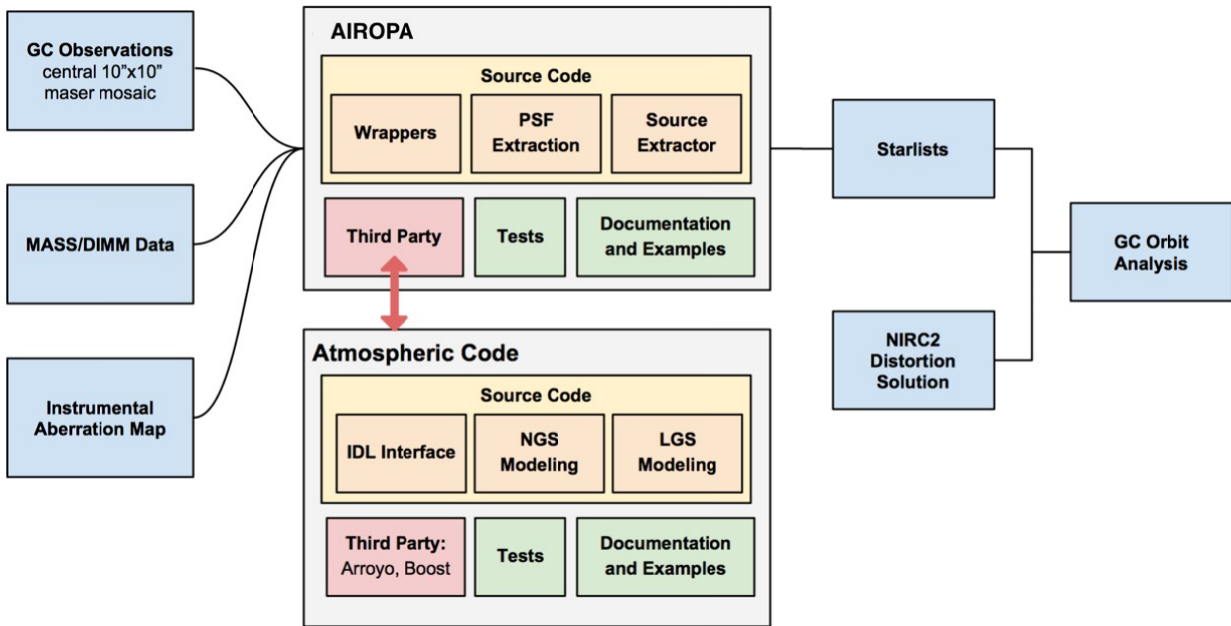 GC Observations
central 10”x10”
maser mosaic
MASS/DIMM Data
Instrumental
Aberration Map
AIROPA
Source Code
Wrappers
PSF
Extraction
Source
Extractor
Third Party
Tests
Documentation
and Examples
Atmospheric Code
Source Code
IDL Interface
NGS
Modeling
LGS
Modeling
Third Party:
Arroyo, Boost
Tests
Documentation
and Examples
Starlists
NIRC2
Distortion
Solution
GC Orbit
Analysis